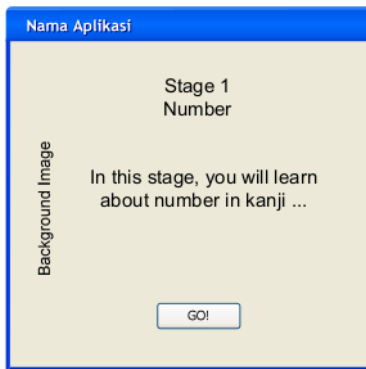 Nama Aplikasi
Stage 1
Number
Background Image
In this stage, you will learn
about number in kanji ...
GO!